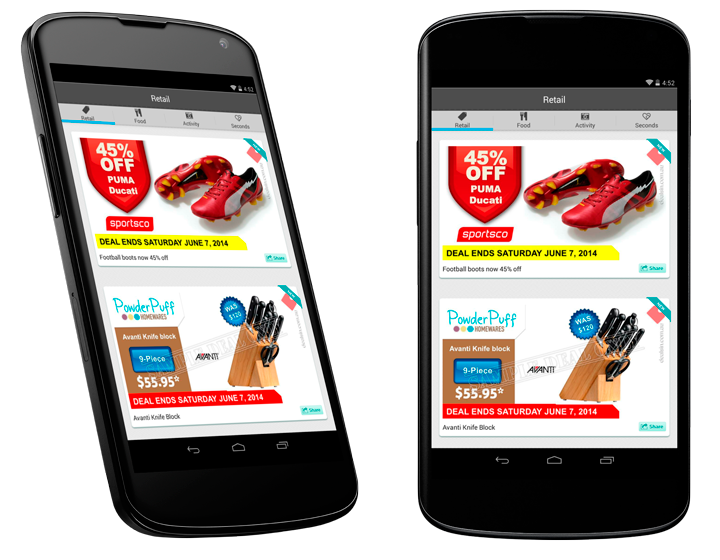 4:52
Retail
Retail
Food
Activity
Seconds
NEW
45%
OFF
PUMA
Ducati
sportsco
DEAL ENDS SATURDAY JUNE 7, 2014
Football boots now 45% off
Share
NEW
PowderPuff
HOMEWARES
WAS
$120
Avanti Knife block
9-Piece
AVANTI
$55.95*
DEAL ENDS SATURDAY JUNE 7, 2014
Avanti Knife Block
Share
4:52
Retail
Retail
Food
Activity
Seconds
NEW
45%
OFF
PUMA
Ducati
sportsco
DEAL ENDS SATURDAY JUNE 7, 2014
Football boots now 45% off
Share
NEW
PowderPuff
HOMEWARES
WAS
$120
Avanti Knife block
9-Piece
AVANTI
$55.95*
DEAL ENDS SATURDAY JUNE 7, 2014
Avanti Knife Block
Share